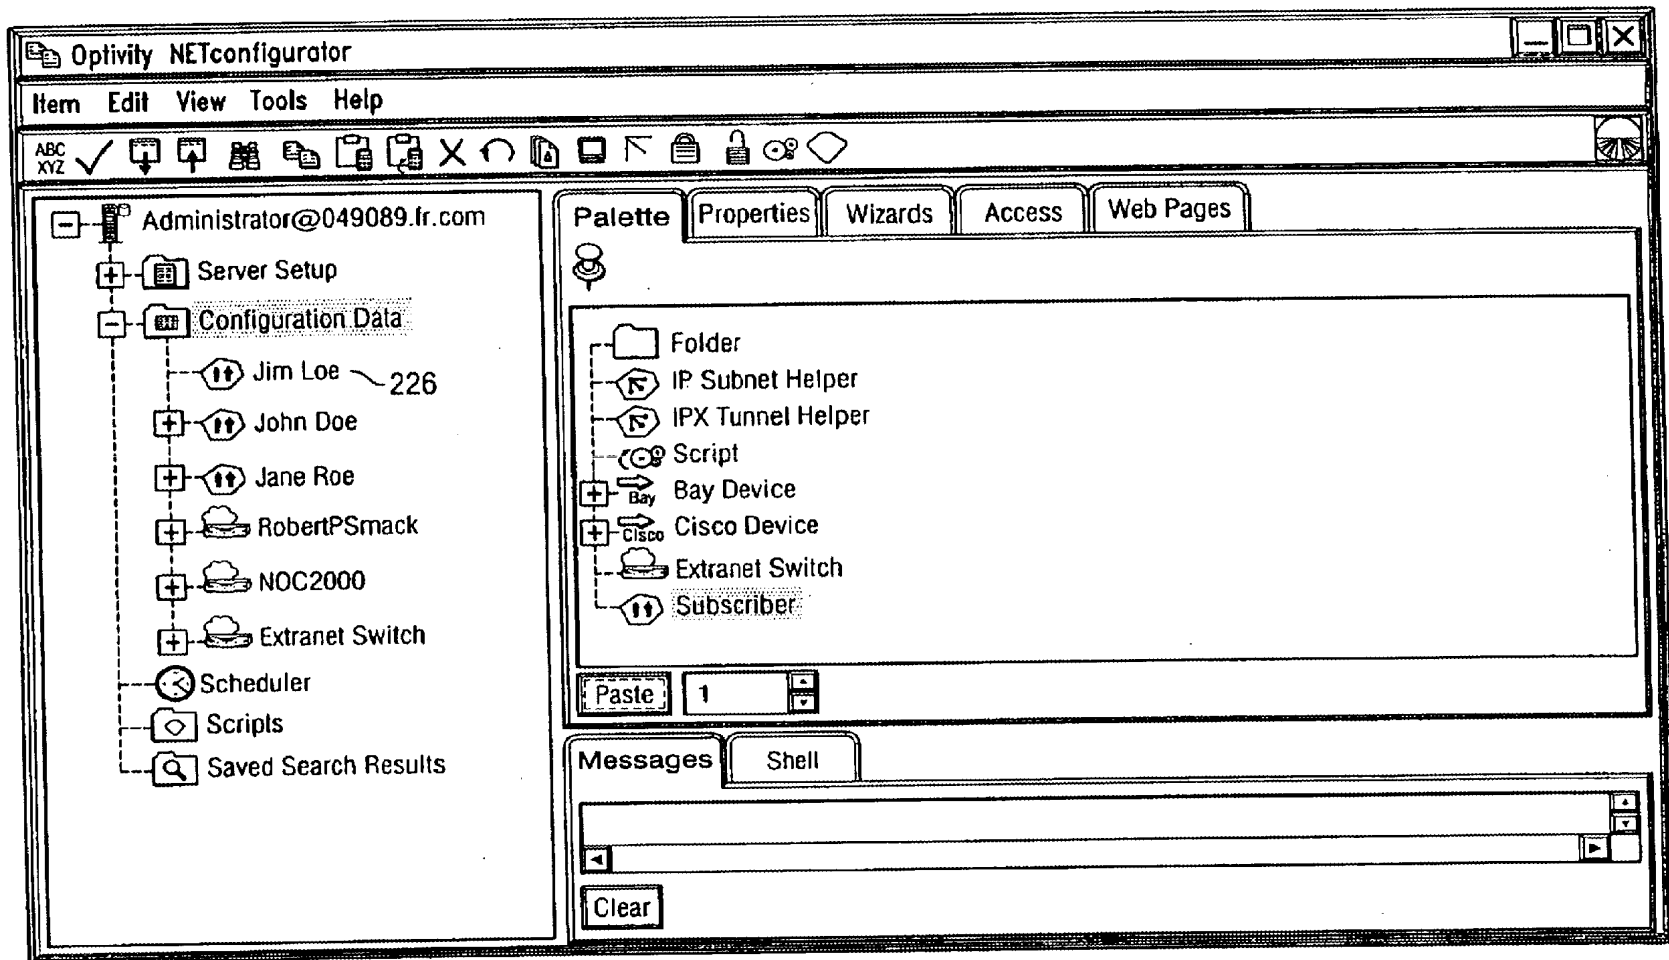 Optivity NETconfigurator
Item Edit View Tools Help
ABC
XYZ
Administrator@049089.fr.com
Server Setup
Configuration Data
Jim Loe
226
John Doe
Jane Roe
RobertPSmack
NOC2000
Extranet Switch
Scheduler
Scripts
Saved Search Results
Palette Properties Wizards Access Web Pages
Folder
IP Subnet Helper
IPX Tunnel Helper
Script
Bay Bay Device
Cisco Cisco Device
Extranet Switch
Subscriber
Paste 1
Messages Shell
Clear